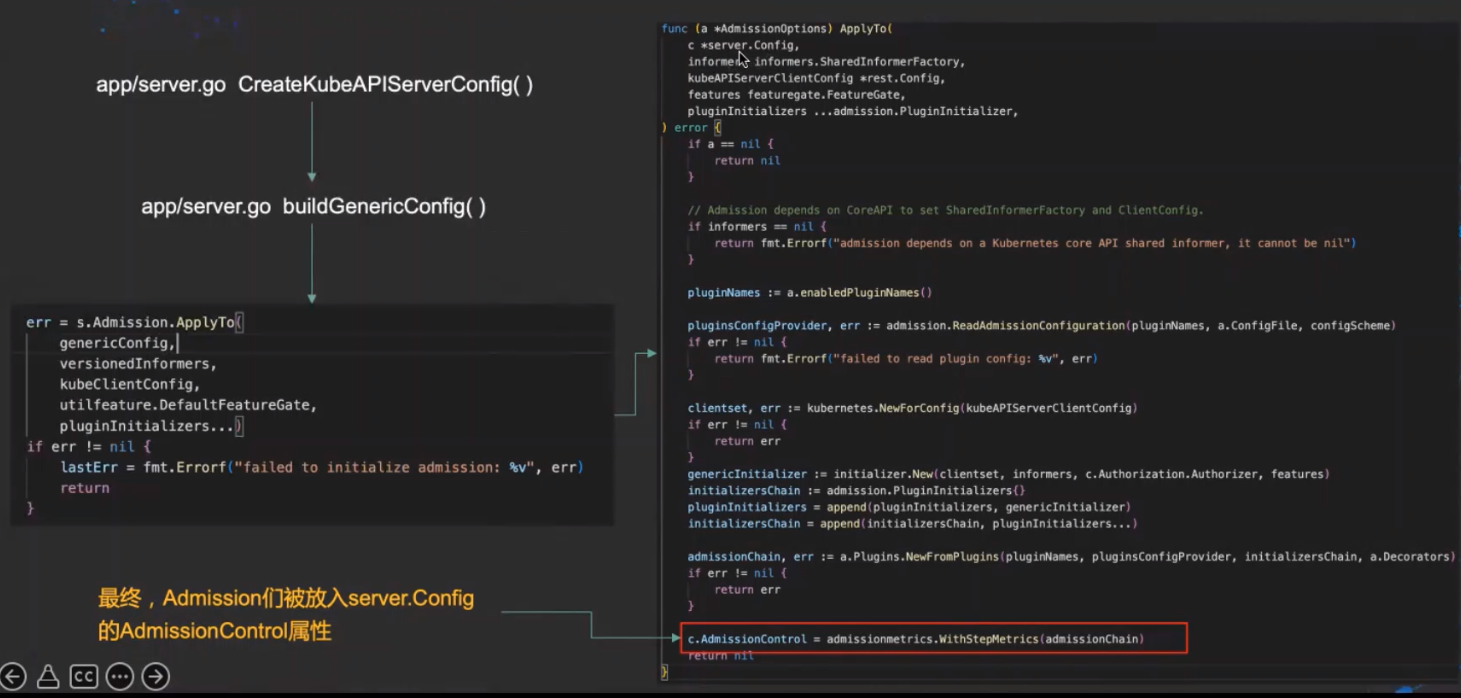 app/server.go CreateKubeAPIServerConfig( )
app/server.go buildGenericConfig( )
err = s.Admission.ApplyTo(
    genericConfig,
    versionedInformers,
    kubeClientConfig,
    utilfeature.DefaultFeatureGate,
    pluginInitializers...)
if err != nil {
    lastErr = fmt.Errorf("failed to initialize admission: %v", err)
    return
}
最终，Admission们被放入server.Config
的AdmissionControl属性
func (a *AdmissionOptions) ApplyTo(
    c *server.Config,
    informers informers.SharedInformerFactory,
    kubeAPIServerClientConfig *rest.Config,
    features featuregate.FeatureGate,
    pluginInitializers ...admission.PluginInitializer,
) error {
    if a == nil {
        return nil
    }
    // Admission depends on CoreAPI to set SharedInformerFactory and ClientConfig.
    if informers == nil {
        return fmt.Errorf("admission depends on a Kubernetes core API shared informer, it cannot be nil")
    }
    pluginNames := a.enabledPluginNames()
    pluginsConfigProvider, err := admission.ReadAdmissionConfiguration(pluginNames, a.ConfigFile, configScheme)
    if err != nil {
        return fmt.Errorf("failed to read plugin config: %v", err)
    }
    clientset, err := kubernetes.NewForConfig(kubeAPIServerClientConfig)
    if err != nil {
        return err
    }
    genericInitializer := initializer.New(clientset, informers, c.Authorization.Authorizer, features)
    initializersChain := admission.PluginInitializers{}
    pluginInitializers = append(pluginInitializers, genericInitializer)
    initializersChain = append(initializersChain, pluginInitializers...)
    admissionChain, err := a.Plugins.NewFromPlugins(pluginNames, pluginsConfigProvider, initializersChain, a.Decorators)
    if err != nil {
        return err
    }
    c.AdmissionControl = admissionmetrics.WithStepMetrics(admissionChain)
    return nil
}
CC